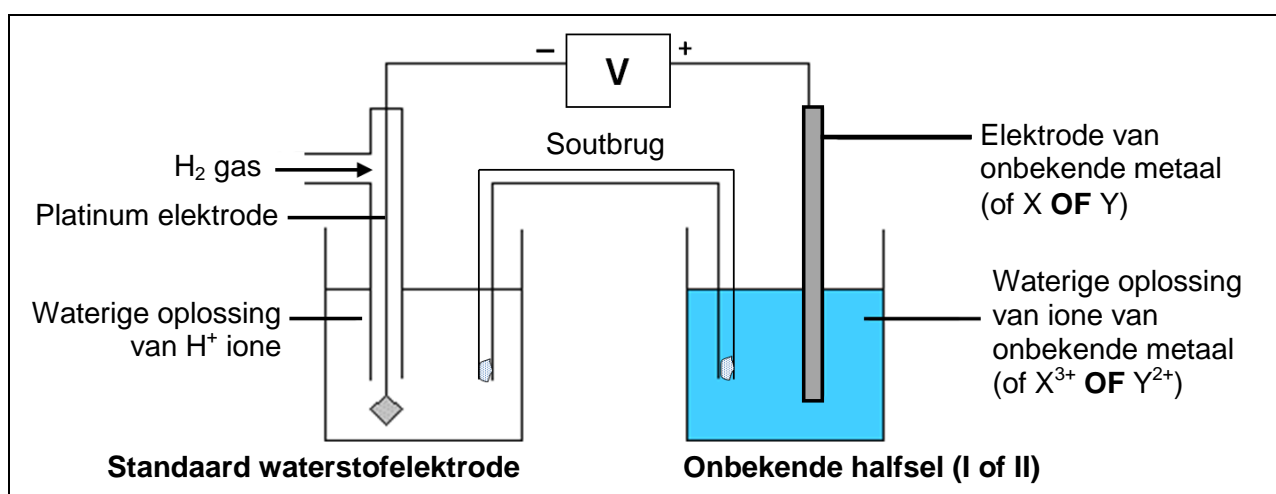 – V +
Soutbrug
H₂ gas
Platinum elektrode
Waterige oplossing
van H⁺ ione
Elektrode van
onbekende metaal
(of X OF Y)
Waterige oplossing
van ione van
onbekende metaal
(of X³⁺ OF Y²⁺)
Standaard waterstofelektrode
Onbekende halfsel (I of II)